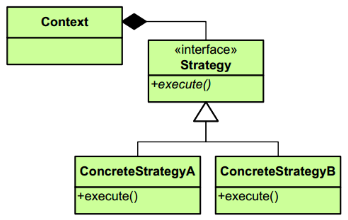 Context
«interface»
Strategy
+execute()
ConcreteStrategyA
+execute()
ConcreteStrategyB
+execute()